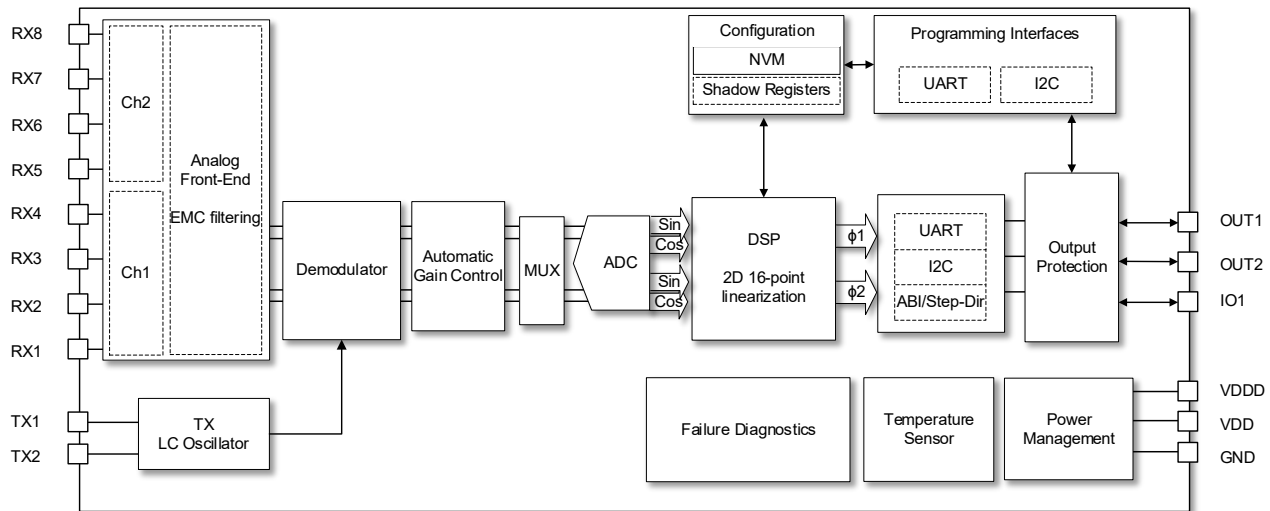 RX8
RX7
RX6
RX5
RX4
RX3
RX2
RX1
TX1
TX2
Ch2
Ch1
Analog
Front-End
EMC filtering
TX
LC Oscillator
Demodulator
Automatic
Gain Control
MUX
ADC
Sin
Cos
Sin
Cos
Configuration
NVM
Shadow Registers
Programming Interfaces
UART
I2C
DSP
2D 16-point
linearization
ϕ1
ϕ2
UART
I2C
ABI/Step-Dir
Output
Protection
OUT1
OUT2
IO1
Failure Diagnostics
Temperature
Sensor
Power
Management
VDDD
VDD
GND